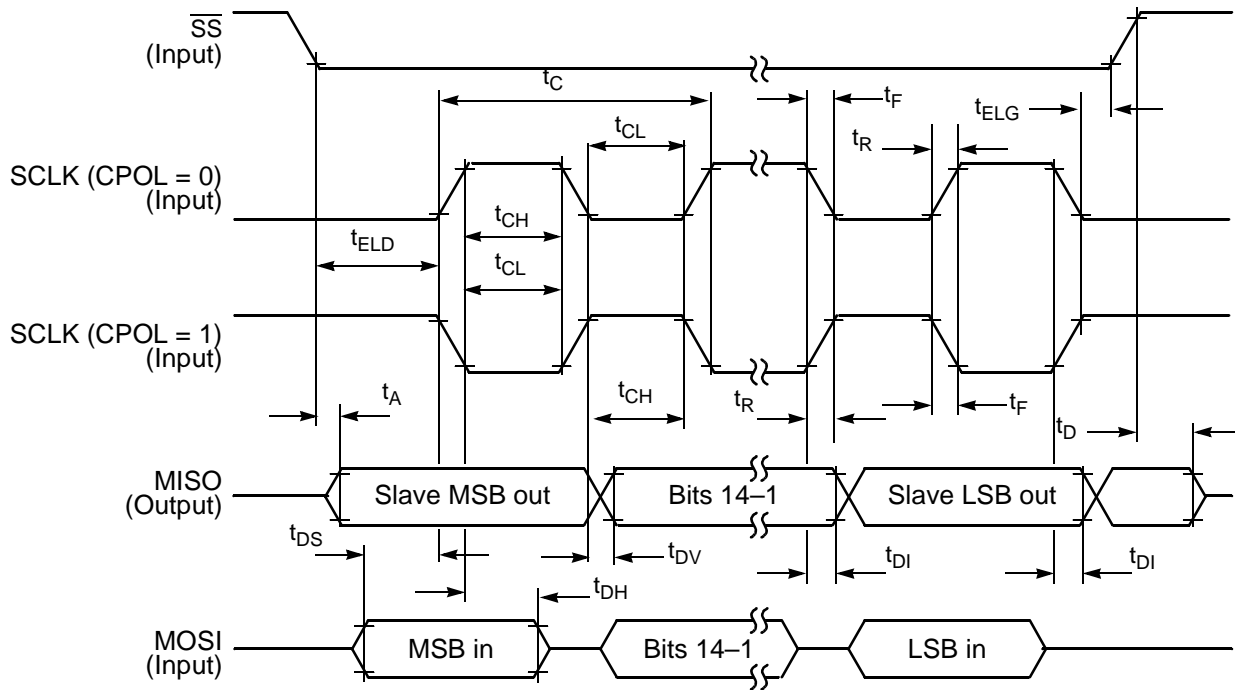 SS
(Input)
tC
tF
tELG
tCL
tR
SCLK (CPOL = 0)
(Input)
tCH
tELD
tCL
SCLK (CPOL = 1)
(Input)
tA
tCH
tR
tF
tD
MISO
(Output)
Slave MSB out
Bits 14–1
Slave LSB out
tDS
tDV
tDI
tDI
tDH
MOSI
(Input)
MSB in
Bits 14–1
LSB in